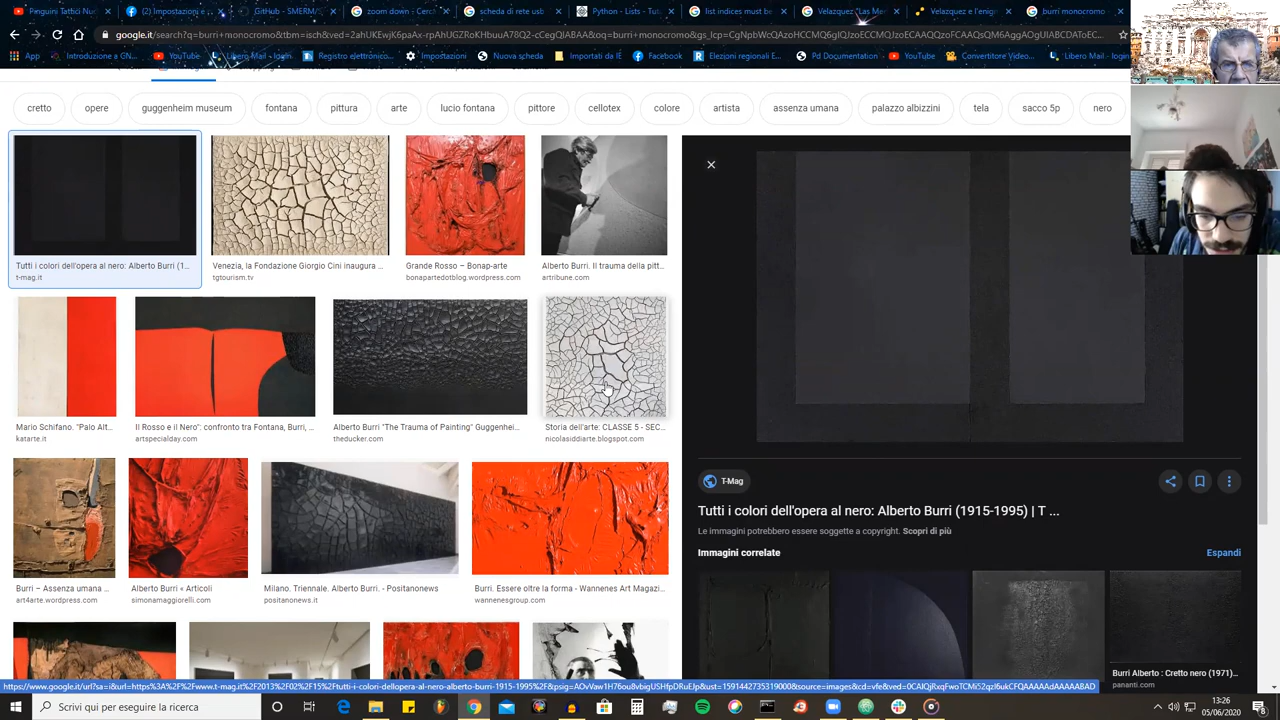 Pinguini Tattici Nu
(2) Impostazioni e
GitHub - SMERM/
zoom down - Cerc
scheda di rete usb
Python - Lists - Tut
list indices must be
Velazquez "Las Me
Velazquez e l'enig
burri monocromo
google.it/search?q=burri+monocromo&tbm=isch&ved=
App
Introduzione a GN...
YouTube
Libero Mail - login
Registro elettronico...
Impostazioni
Nuova scheda
Importati da IE
Facebook
Elezioni regionali E...
Pd Documentation
YouTube
Convertitore Video...
Libero Mail - login
cretto
opere
guggenheim museum
fontana
pittura
arte
lucio fontana
pittore
cellotex
colore
artista
assenza umana
palazzo albizzini
tela
sacco 5p
nero
Tutti i colori dell'opera al nero: Alberto Burri (1...
t-mag.it
Venezia, la Fondazione Giorgio Cini inaugura ...
tgtourism.tv
Grande Rosso – Bonap-arte
bonapartedotblog.wordpress.com
Alberto Burri. Il trauma della pitt...
artribune.com
Mario Schifano. "Palo Alt...
katarte.it
Il Rosso e il Nero": confronto tra Fontana, Burri, ...
artspecialday.com
Alberto Burri "The Trauma of Painting" Guggenhei...
theducker.com
Storia dell'arte: CLASSE 5 - SEC...
nicolasiddiarte.blogspot.com
Burri – Assenza umana ...
art4arte.wordpress.com
Alberto Burri « Articoli
simonamaggiorelli.com
Milano. Triennale. Alberto Burri. - Positanonews
positanonews.it
Burri. Essere oltre la forma - Wannenes Art Magazi...
wannenesgroup.com
T-Mag
Tutti i colori dell'opera al nero: Alberto Burri (1915-1995) | T ...
Le immagini potrebbero essere soggette a copyright. Scopri di più
Immagini correlate
Espandi
Burri Alberto : Cretto nero (1971)...
pananti.com
Scrivi qui per eseguire la ricerca
13:26
05/06/2020
8